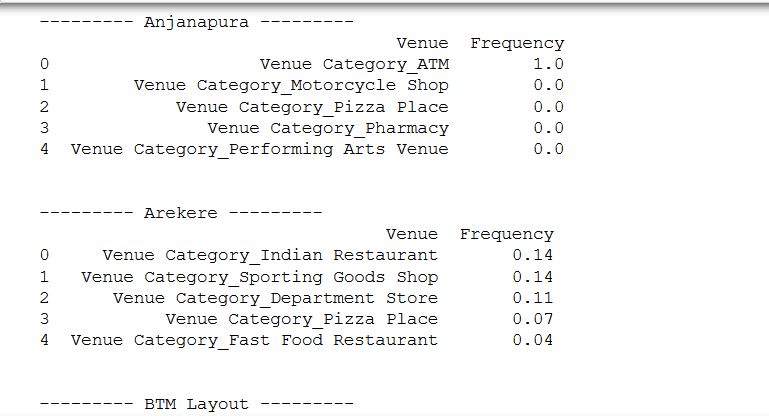 --------- Anjanapura ---------
Venue Frequency
0 Venue Category_ATM 1.0
1 Venue Category_Motorcycle Shop 0.0
2 Venue Category_Pizza Place 0.0
3 Venue Category_Pharmacy 0.0
4 Venue Category_Performing Arts Venue 0.0
--------- Arekere ---------
Venue Frequency
0 Venue Category_Indian Restaurant 0.14
1 Venue Category_Sporting Goods Shop 0.14
2 Venue Category_Department Store 0.11
3 Venue Category_Pizza Place 0.07
4 Venue Category_Fast Food Restaurant 0.04
--------- BTM Layout ---------